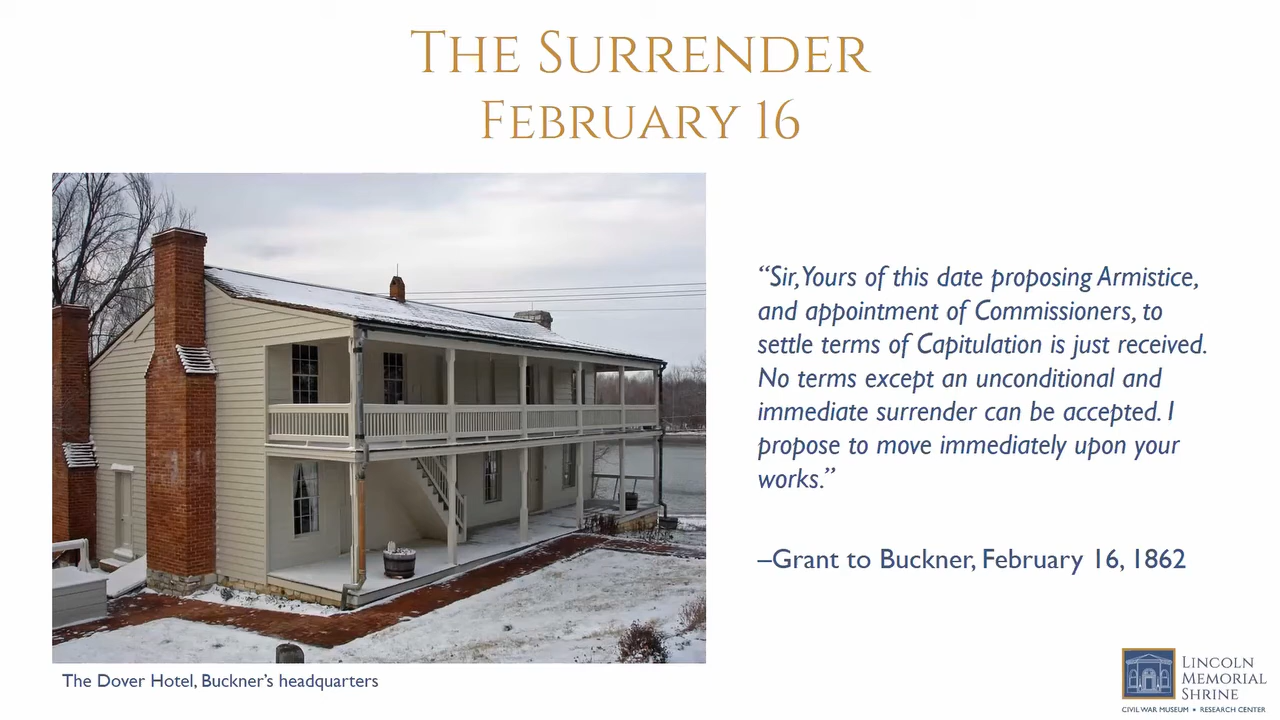 The Surrender
February 16
“Sir, Yours of this date proposing Armistice,
and appointment of Commissioners, to
settle terms of Capitulation is just received.
No terms except an unconditional and
immediate surrender can be accepted. I
propose to move immediately upon your
works.”
–Grant to Buckner, February 16, 1862
The Dover Hotel, Buckner’s headquarters
Lincoln
Memorial
Shrine
CIVIL WAR MUSEUM • RESEARCH CENTER